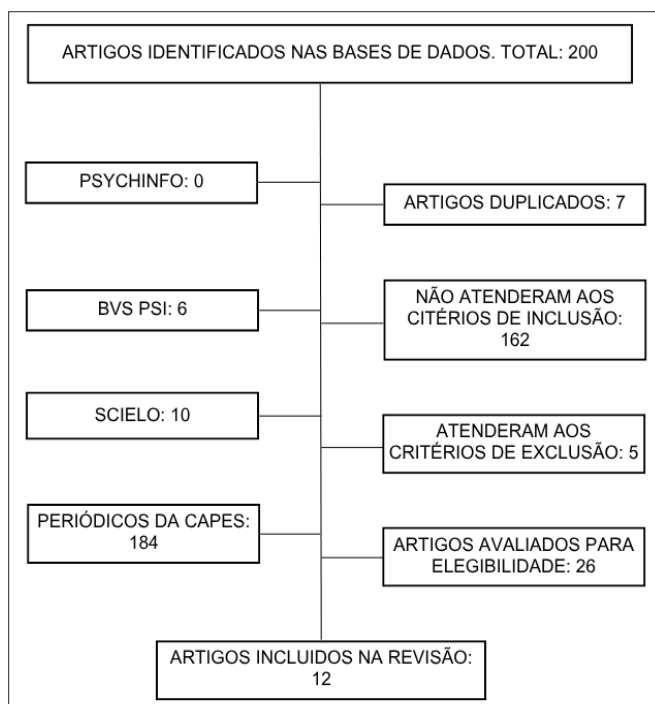 ARTIGOS IDENTIFICADOS NAS BASES DE DADOS. TOTAL: 200
PSYCHINFO: 0
ARTIGOS DUPLICADOS: 7
BVS PSI: 6
NÃO ATENDERAM AOS
CITÉRIOS DE INCLUSÃO:
162
SCIELO: 10
ATENDERAM AOS
CRITÉRIOS DE EXCLUSÃO: 5
PERIÓDICOS DA CAPES:
184
ARTIGOS AVALIADOS PARA
ELEGIBILIDADE: 26
ARTIGOS INCLUIDOS NA REVISÃO:
12